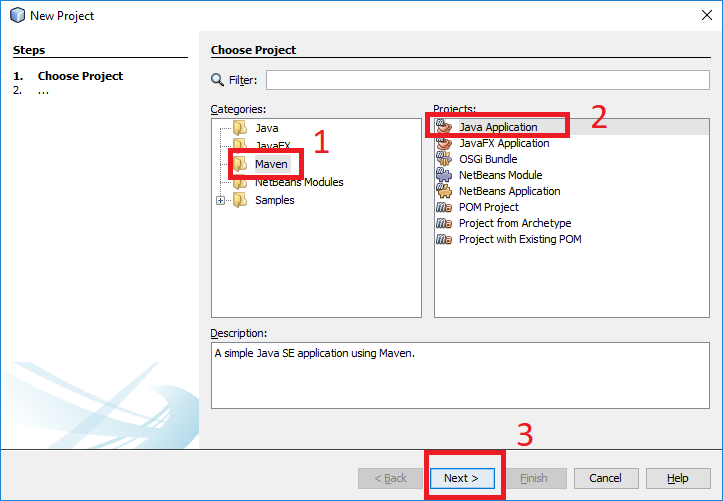 New Project
Steps
1. Choose Project
2. ...
Choose Project
Filter:
Categories:
Java
JavaFX
Maven
NetBeans Modules
Samples
1
Projects:
Java Application
JavaFX Application
OSGi Bundle
NetBeans Module
NetBeans Application
POM Project
Project from Archetype
Project with Existing POM
2
Description:
A simple Java SE application using Maven.
3
< Back
Next >
Finish
Cancel
Help